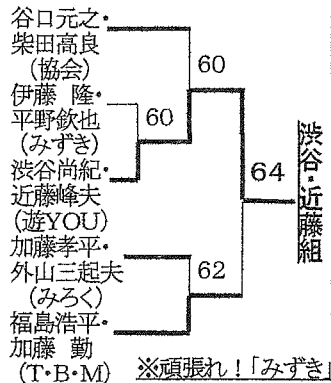 谷口元之・
柴田高良
(協会)
伊藤 隆・
平野欽也
(みずき)
渋谷尚紀・
近藤峰夫
(遊YOU)
加藤孝平・
外山三起夫
(みろく)
福島浩平・
加藤 勤
(T・B・M)
60
60
64
62
渋谷・近藤組
※頑張れ!「みずき」